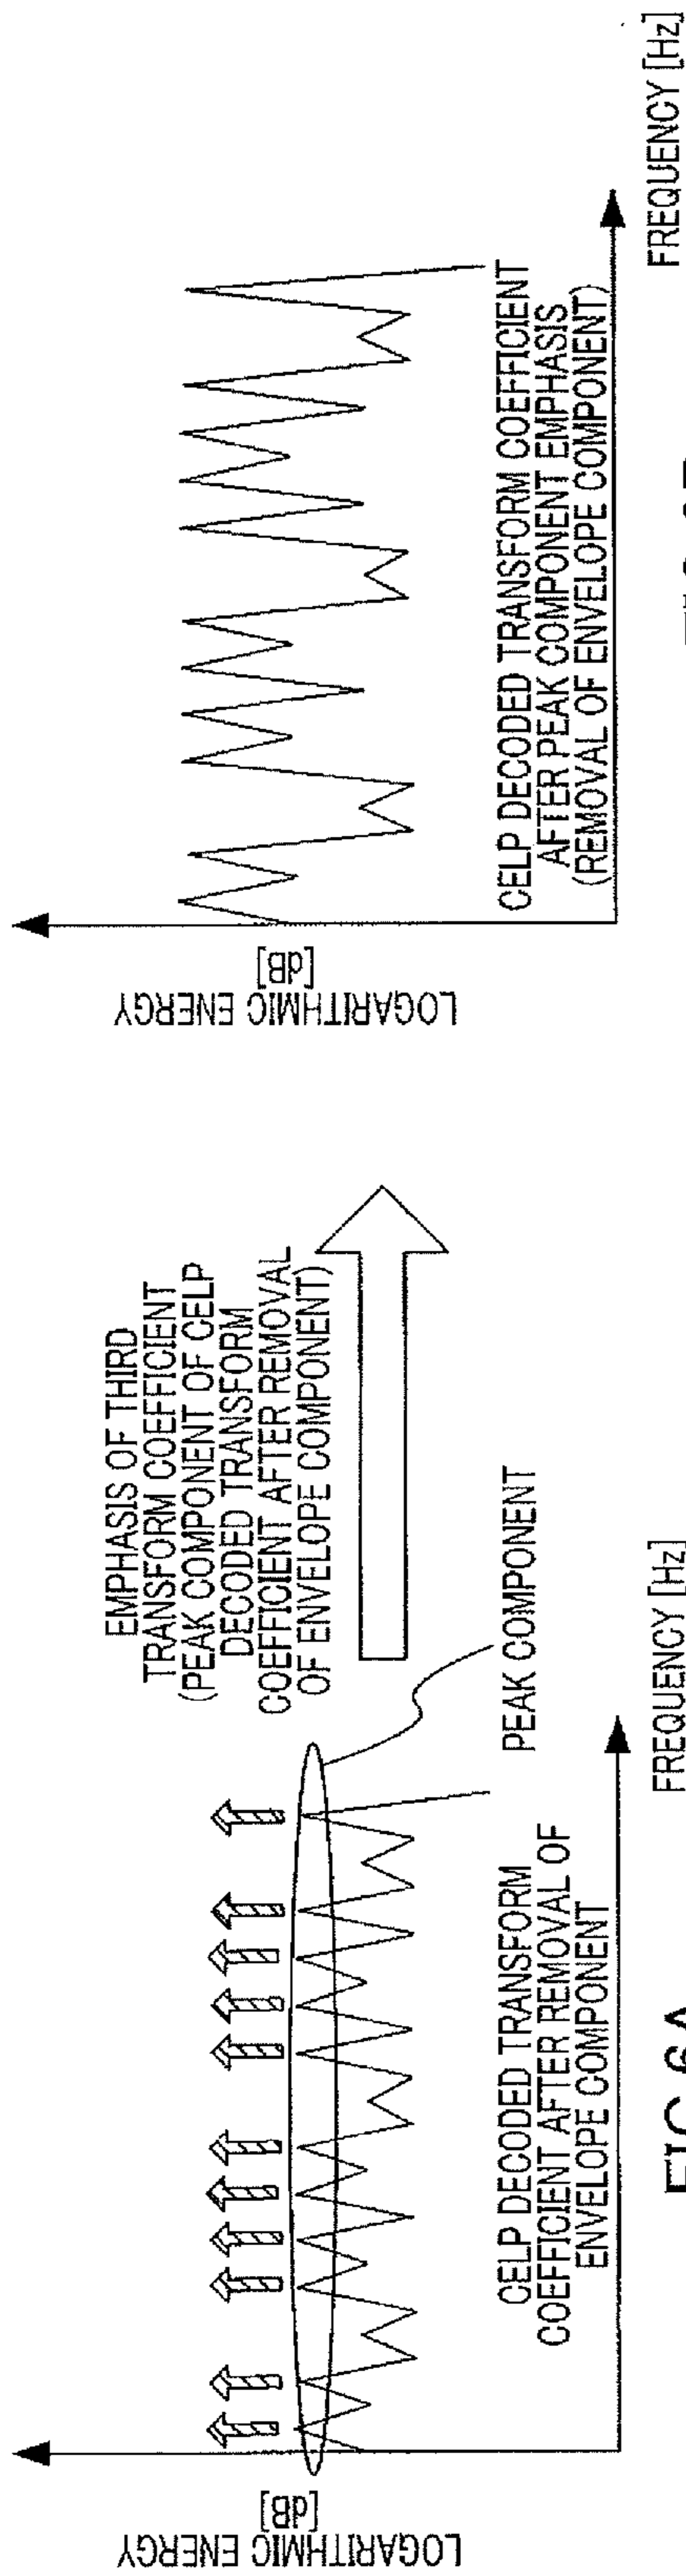 LOGARITHMIC ENERGY
[dB]
CELP DECODED TRANSFORM
COEFFICIENT AFTER REMOVAL OF
ENVELOPE COMPONENT
FREQUENCY [Hz]
PEAK COMPONENT
FIG.6A
EMPHASIS OF THIRD
TRANSFORM COEFFICIENT
(PEAK COMPONENT OF CELP
DECODED TRANSFORM
COEFFICIENT AFTER REMOVAL
OF ENVELOPE COMPONENT)
LOGARITHMIC ENERGY
[dB]
CELP DECODED TRANSFORM COEFFICIENT
AFTER PEAK COMPONENT EMPHASIS
(REMOVAL OF ENVELOPE COMPONENT)
FREQUENCY [Hz]